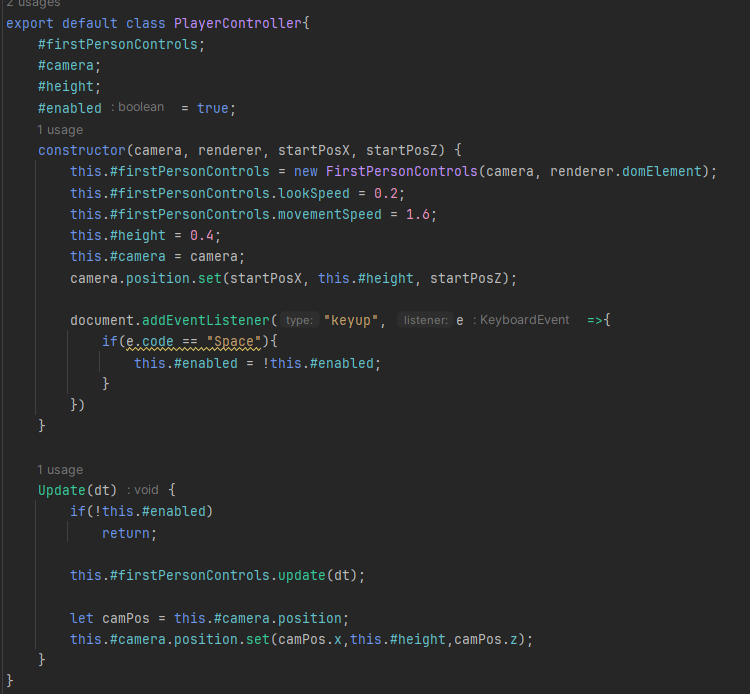 2 usages
export default class PlayerController{
    #firstPersonControls;
    #camera;
    #height;
    #enabled : boolean = true;
    1 usage
    constructor(camera, renderer, startPosX, startPosZ) {
        this.#firstPersonControls = new FirstPersonControls(camera, renderer.domElement);
        this.#firstPersonControls.lookSpeed = 0.2;
        this.#firstPersonControls.movementSpeed = 1.6;
        this.#height = 0.4;
        this.#camera = camera;
        camera.position.set(startPosX, this.#height, startPosZ);

        document.addEventListener( type: "keyup", listener: e : KeyboardEvent =>{
            if(e.code == "Space"){
                this.#enabled = !this.#enabled;
            }
        })
    }

    1 usage
    Update(dt) : void {
        if(!this.#enabled)
            return;

        this.#firstPersonControls.update(dt);

        let camPos = this.#camera.position;
        this.#camera.position.set(camPos.x,this.#height,camPos.z);
    }
}